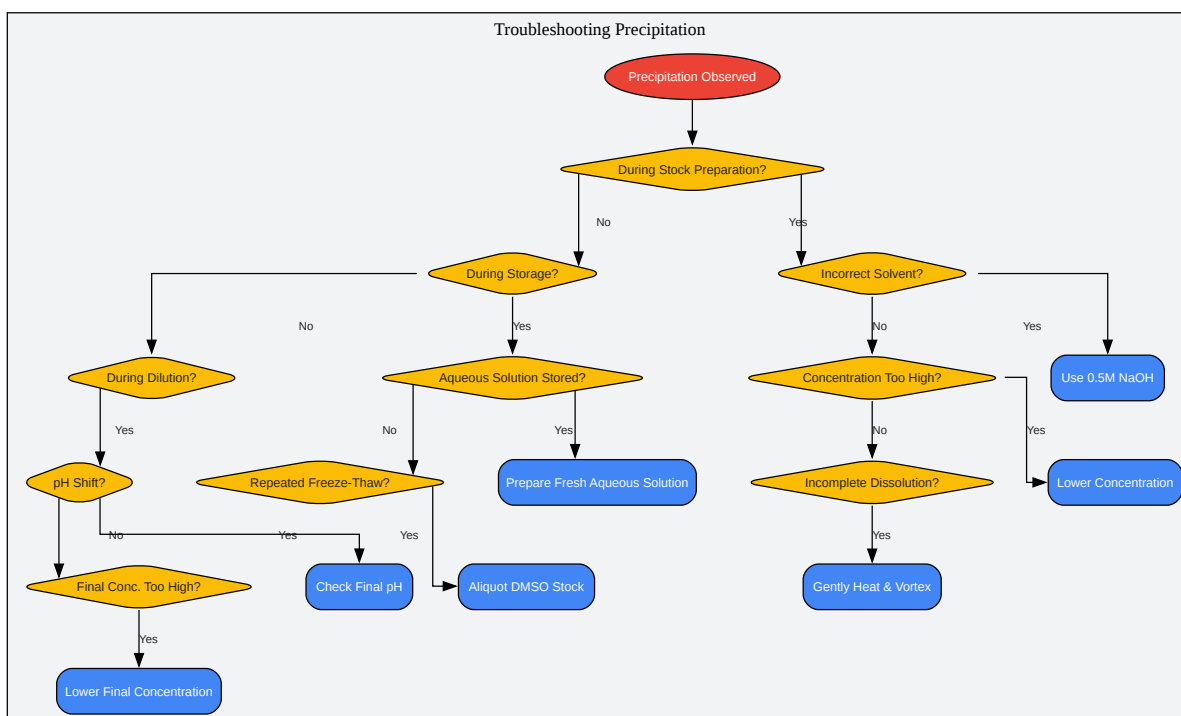 Troubleshooting Precipitation
Precipitation Observed
During Stock Preparation?
No
Yes
During Storage?
Incorrect Solvent?
No
Yes
No
Yes
During Dilution?
Aqueous Solution Stored?
Concentration Too High?
Use 0.5M NaOH
Yes
No
Yes
No
Yes
pH Shift?
Repeated Freeze-Thaw?
Prepare Fresh Aqueous Solution
Incomplete Dissolution?
Lower Concentration
No
Yes
Yes
Yes
Final Conc. Too High?
Check Final pH
Aliquot DMSO Stock
Gently Heat & Vortex
Yes
Lower Final Concentration